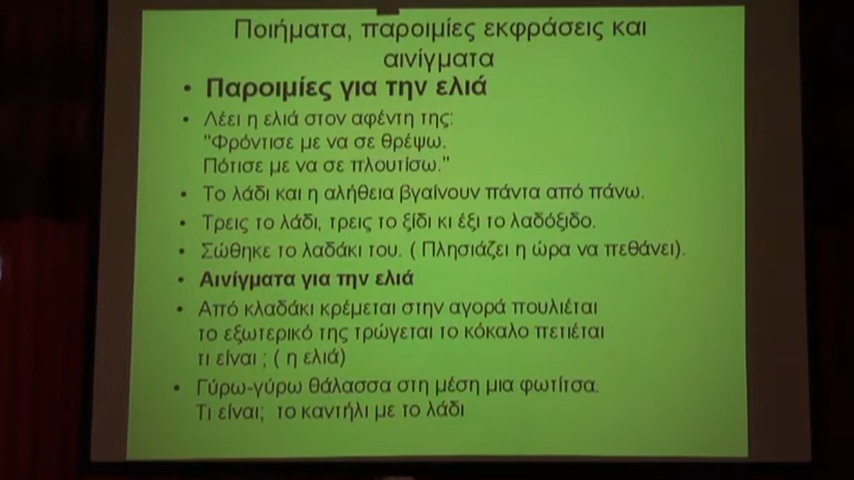 Ποιήματα, παροιμίες εκφράσεις και
αινίγματα
• Παροιμίες για την ελιά
• Λέει η ελιά στον αφέντη της:
"Φρόντισε με να σε θρέψω.
Πότισε με να σε πλουτίσω."
• Το λάδι και η αλήθεια βγαίνουν πάντα από πάνω.
• Τρεις το λάδι, τρεις το ξίδι κι έξι το λαδόξιδο.
• Σώθηκε το λαδάκι του. ( Πλησιάζει η ώρα να πεθάνει).
• Αινίγματα για την ελιά
• Από κλαδάκι κρέμεται στην αγορά πουλιέται
το εξωτερικό της τρώγεται το κόκαλο πετιέται
τι είναι ; ( η ελιά)
• Γύρω-γύρω θάλασσα στη μέση μια φωτίτσα.
Τι είναι; το καντήλι με το λάδι